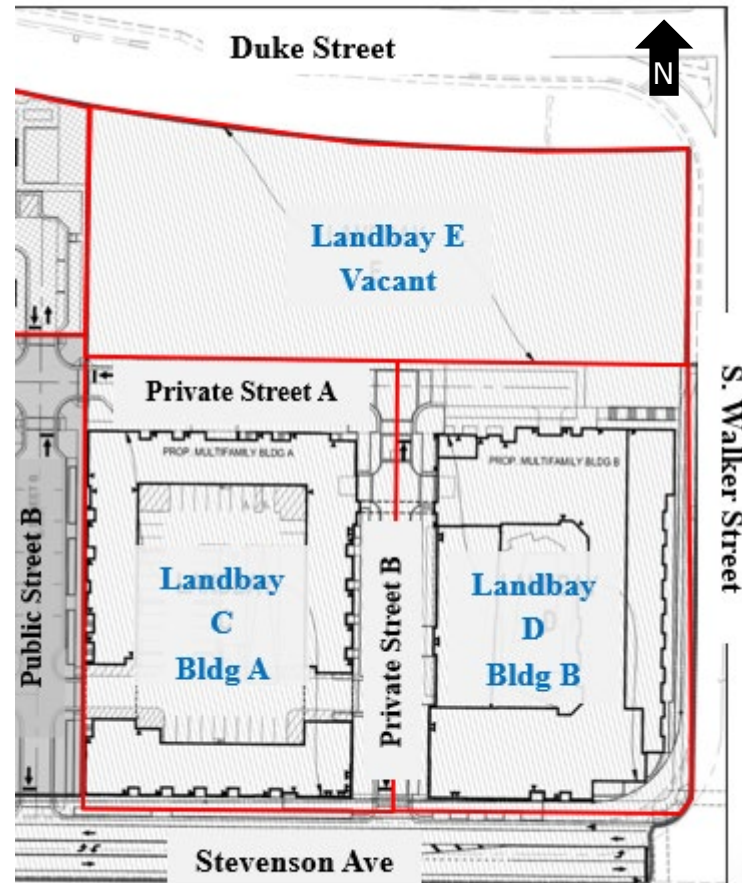 Duke Street
N
Landbay E
Vacant
Private Street A
PROP. MULTIFAMILY BLDG A
PROP. MULTIFAMILY BLDG B
S. Walker Street
Public Street B
Landbay
C
Bldg A
Private Street B
Landbay
D
Bldg B
Stevenson Ave